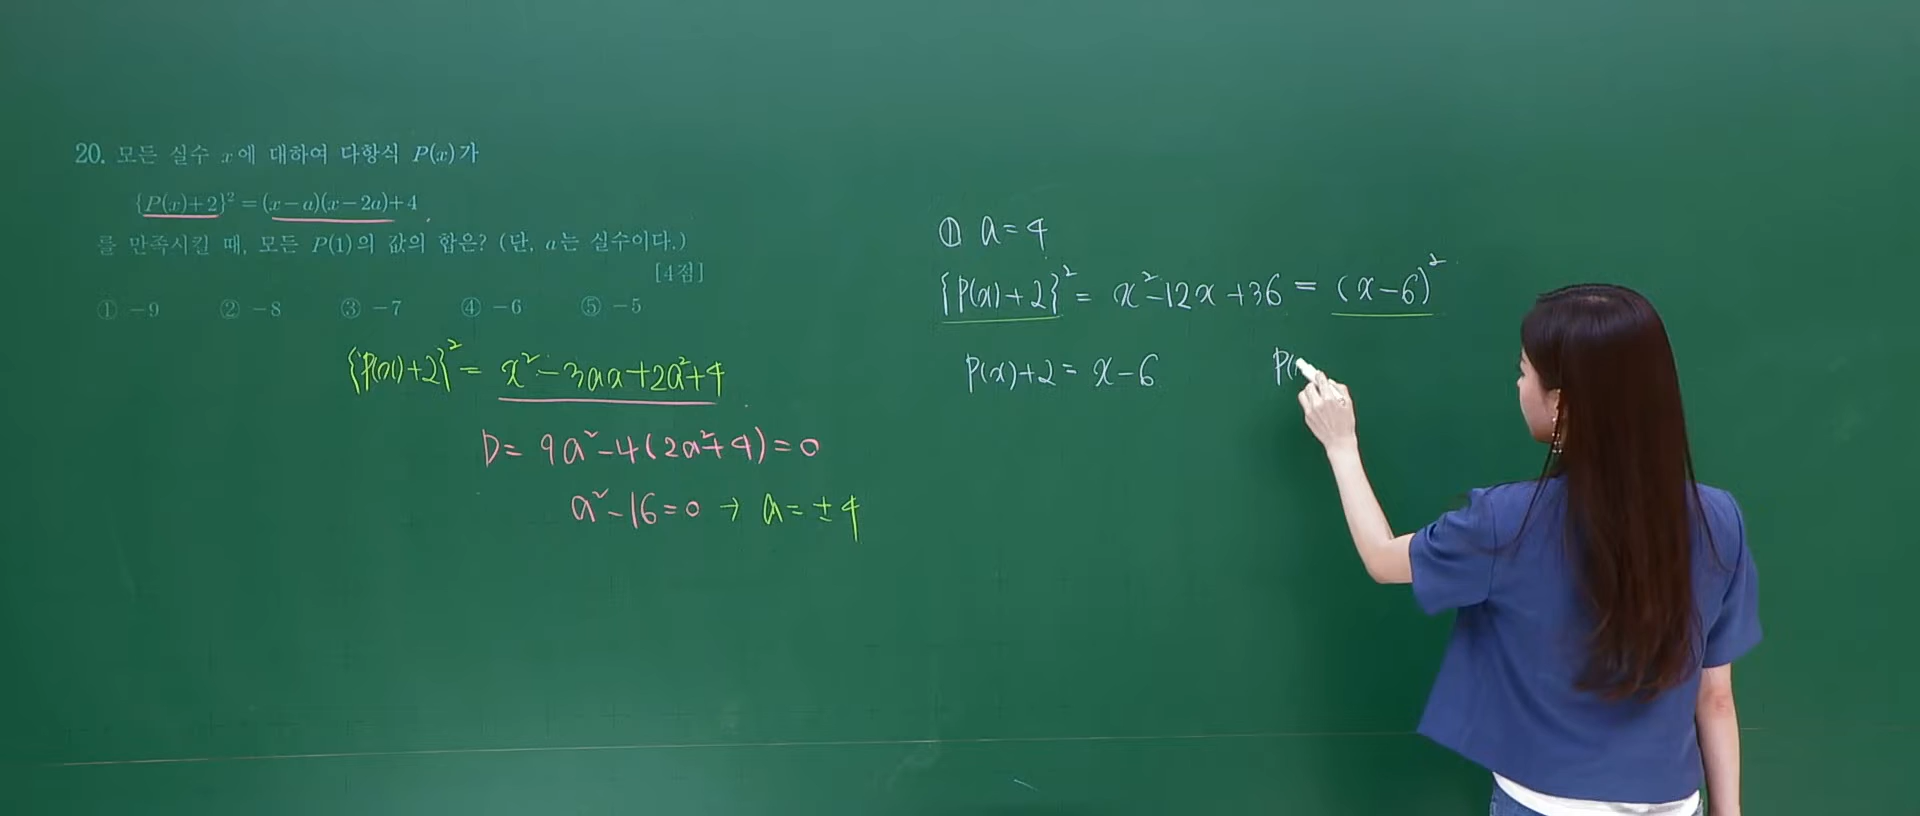 20. 모든 실수 x에 대하여 다항식 P(x)가
{P(x)+2}² = (x-a)(x-2a)+4
를 만족시킬 때, 모든 P(1)의 값의 합은? (단, a는 실수이다.)
[4점]
① -9 ② -8 ③ -7 ④ -6 ⑤ -5
{P(x)+2}² = x²-3ax+2a²+4
D= 9a²-4(2a²+4)=0
a²-16=0 → a=±4
① a=4
{P(x)+2}² = x²-12x+36 = (x-6)²
P(x)+2= x-6 P(